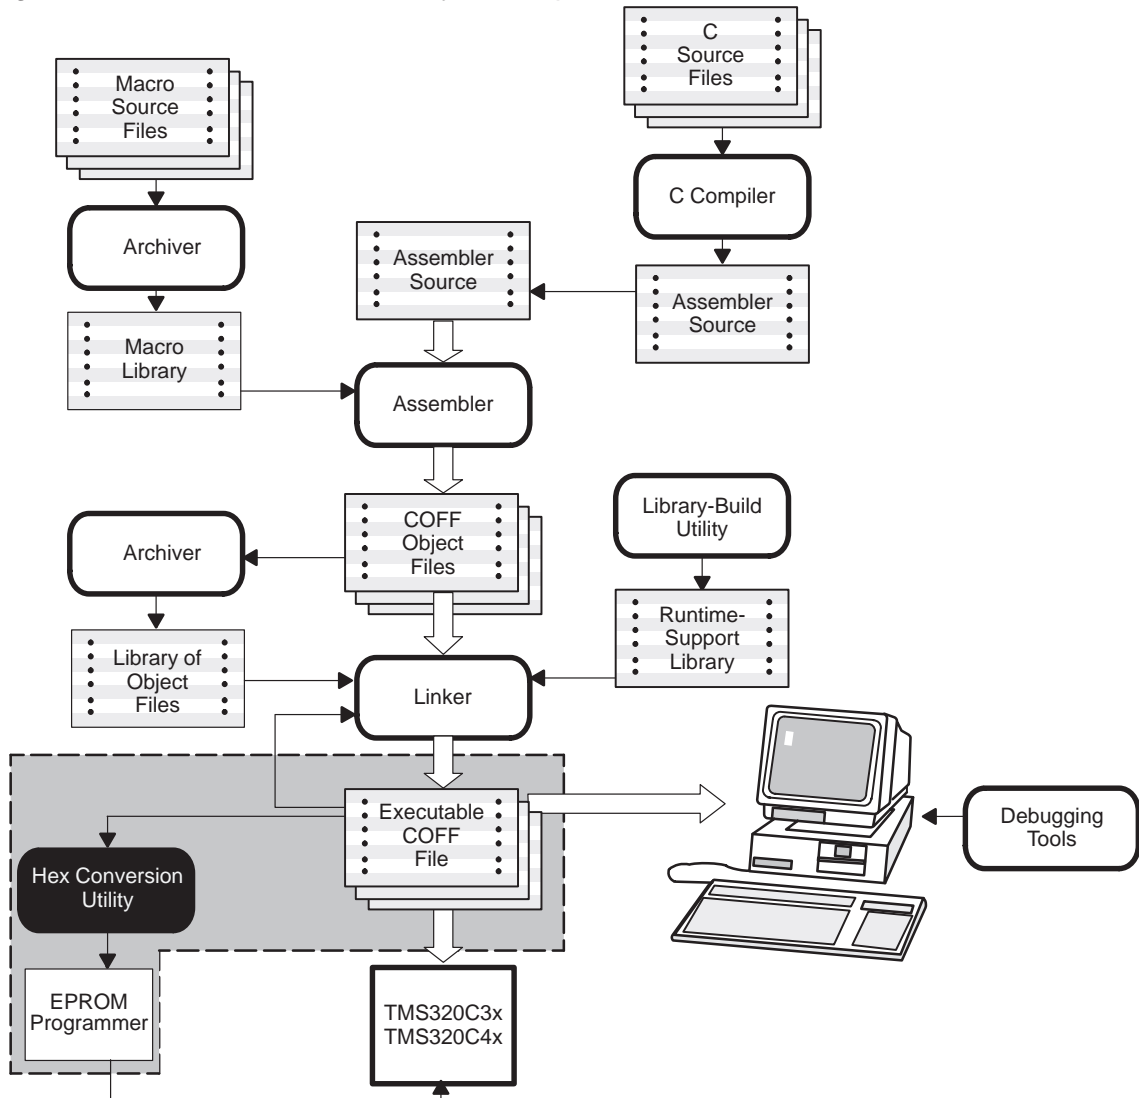 C
Source
Files
Macro
Source
Files
C Compiler
Archiver
Assembler
Source
Assembler
Source
Macro
Library
Assembler
Library-Build
Utility
COFF
Object
Files
Archiver
Runtime-
Support
Library
Library of
Object
Files
Linker
Executable
COFF
File
Debugging
Tools
Hex Conversion
Utility
EPROM
Programmer
TMS320C3x
TMS320C4x